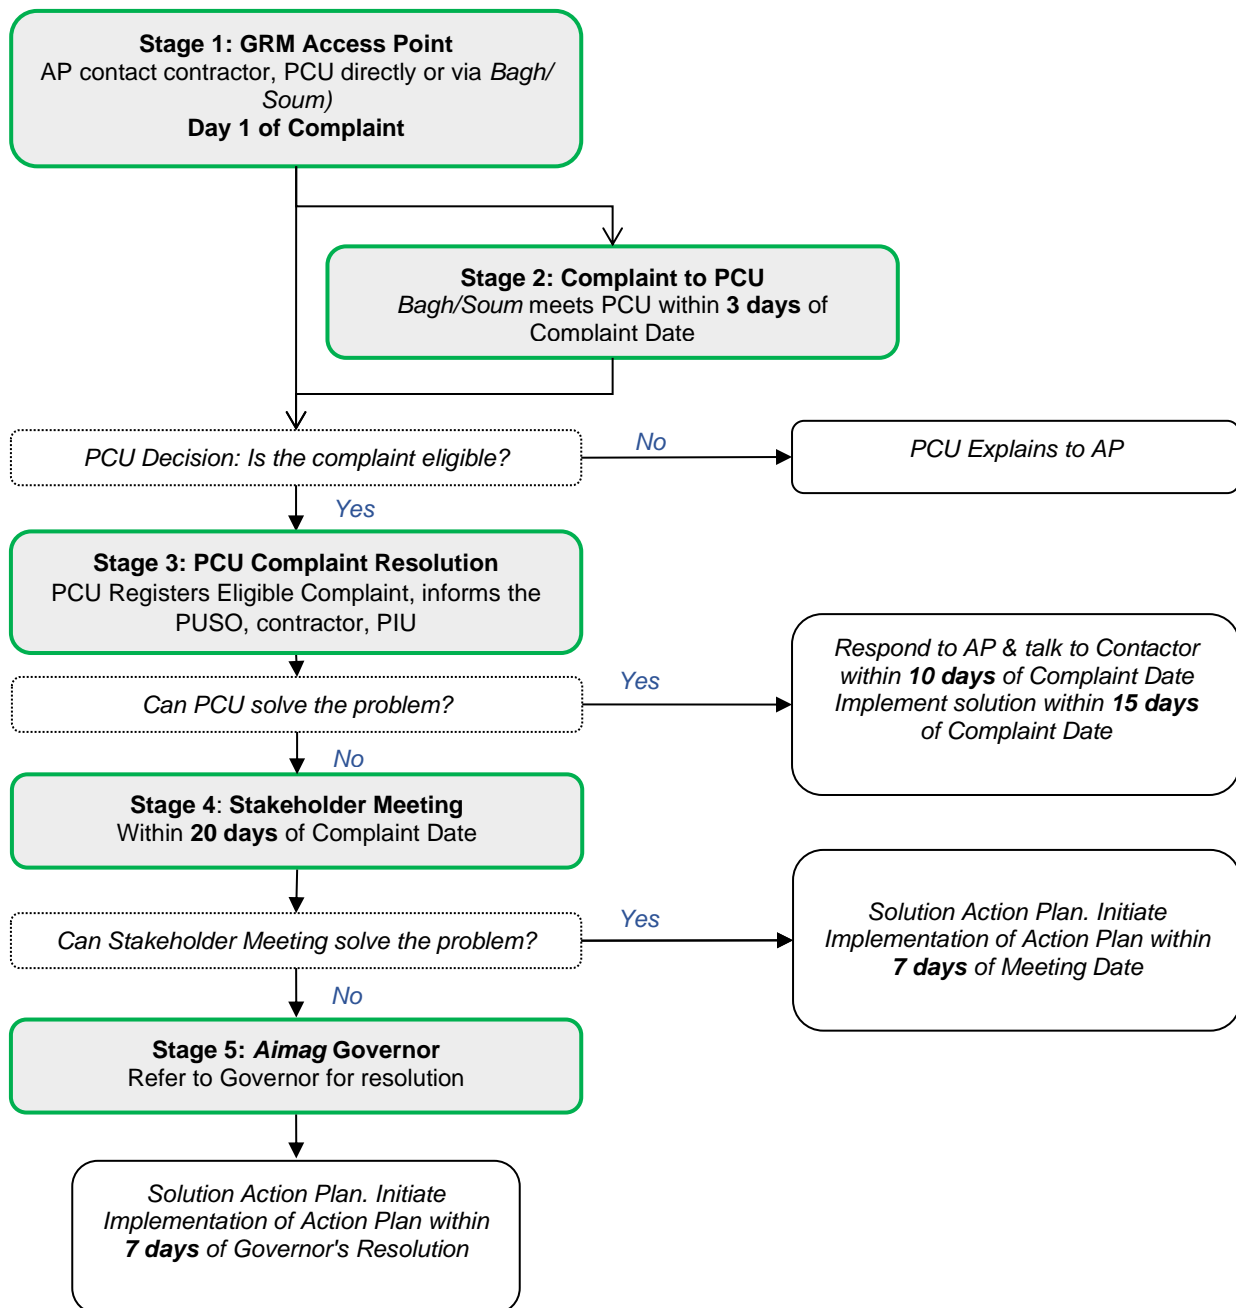 Stage 1: GRM Access Point
AP contact contractor, PCU directly or via Bagh/
Soum)
Day 1 of Complaint
Stage 2: Complaint to PCU
Bagh/Soum meets PCU within 3 days of
Complaint Date
PCU Decision: Is the complaint eligible?
No
PCU Explains to AP
Yes
Stage 3: PCU Complaint Resolution
PCU Registers Eligible Complaint, informs the
PUSO, contractor, PIU
Can PCU solve the problem?
Yes
Respond to AP & talk to Contactor
within 10 days of Complaint Date
Implement solution within 15 days
of Complaint Date
No
Stage 4: Stakeholder Meeting
Within 20 days of Complaint Date
Can Stakeholder Meeting solve the problem?
Yes
Solution Action Plan. Initiate
Implementation of Action Plan within
7 days of Meeting Date
No
Stage 5: Aimag Governor
Refer to Governor for resolution
Solution Action Plan. Initiate
Implementation of Action Plan within
7 days of Governor's Resolution